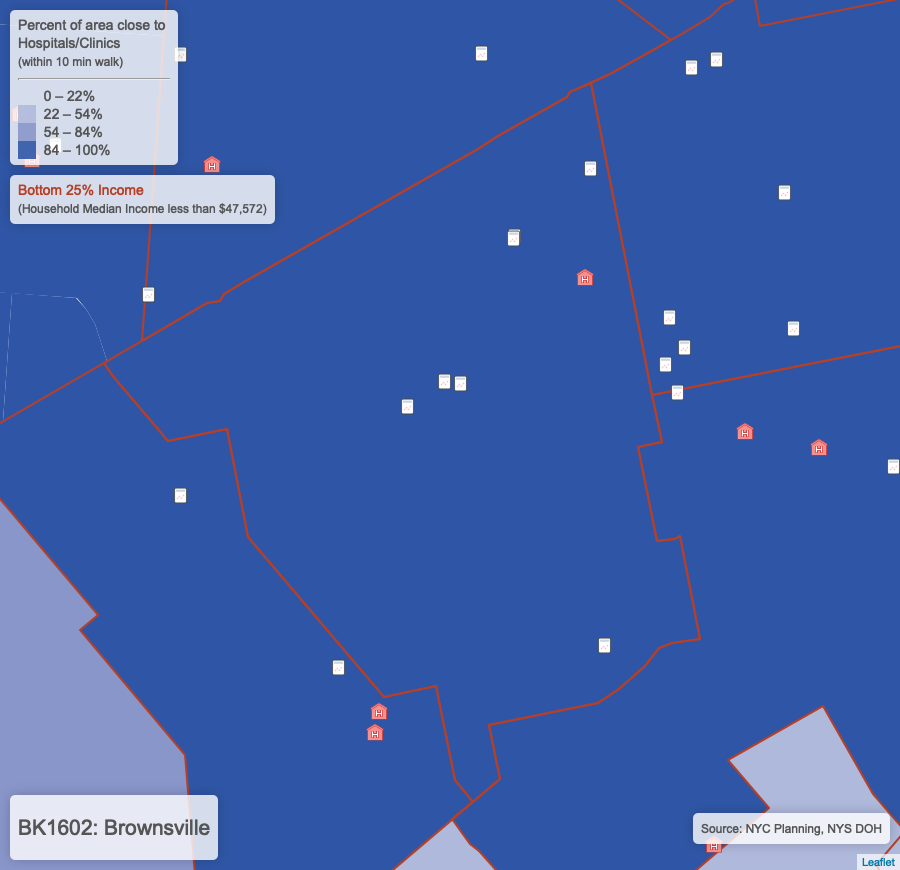 Percent of area close to
Hospitals/Clinics
(within 10 min walk)
0 – 22%
22 – 54%
54 – 84%
84 – 100%
Bottom 25% Income
(Household Median Income less than $47,572)
H
H
H
H
H
H
H
BK1602: Brownsville
Source: NYC Planning, NYS DOH
H
Leaflet